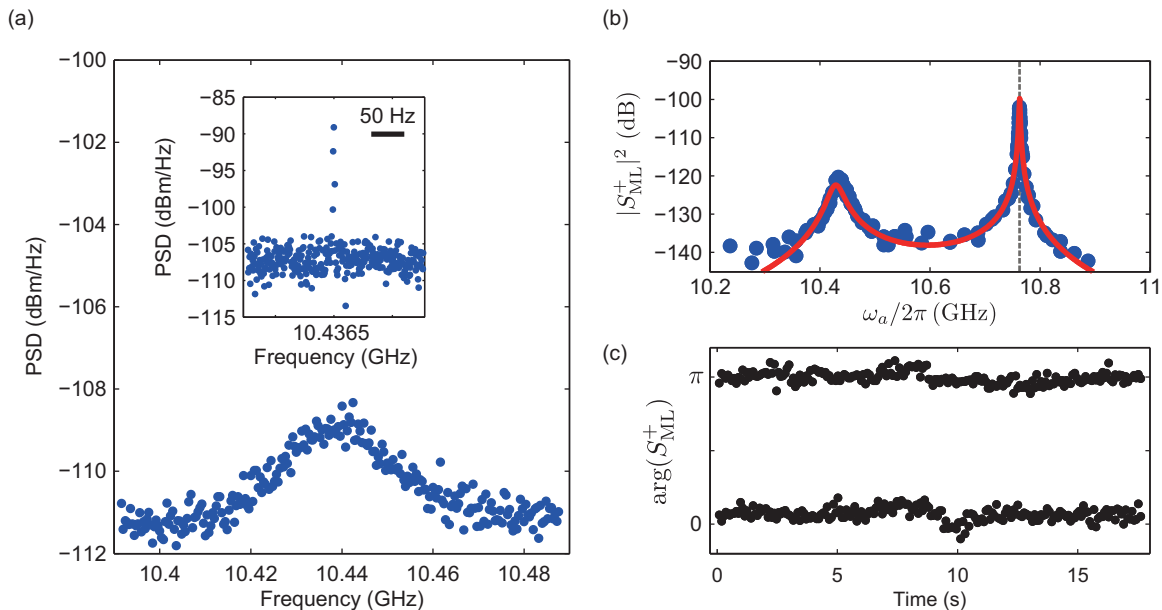 (a)
−100
−102
−104
−106
−108
−110
−112
PSD (dBm/Hz)
10.4
10.42
10.44
10.46
10.48
Frequency (GHz)
−85
−90
−95
−100
−105
−110
−115
PSD (dBm/Hz)
50 Hz
10.4365
Frequency (GHz)
(b)
−90
−100
−110
−120
−130
−140
|S⁺ML|² (dB)
10.2
10.4
10.6
10.8
11
ωₐ/2π (GHz)
(c)
π
0
arg(S⁺ML)
0
5
10
15
Time (s)